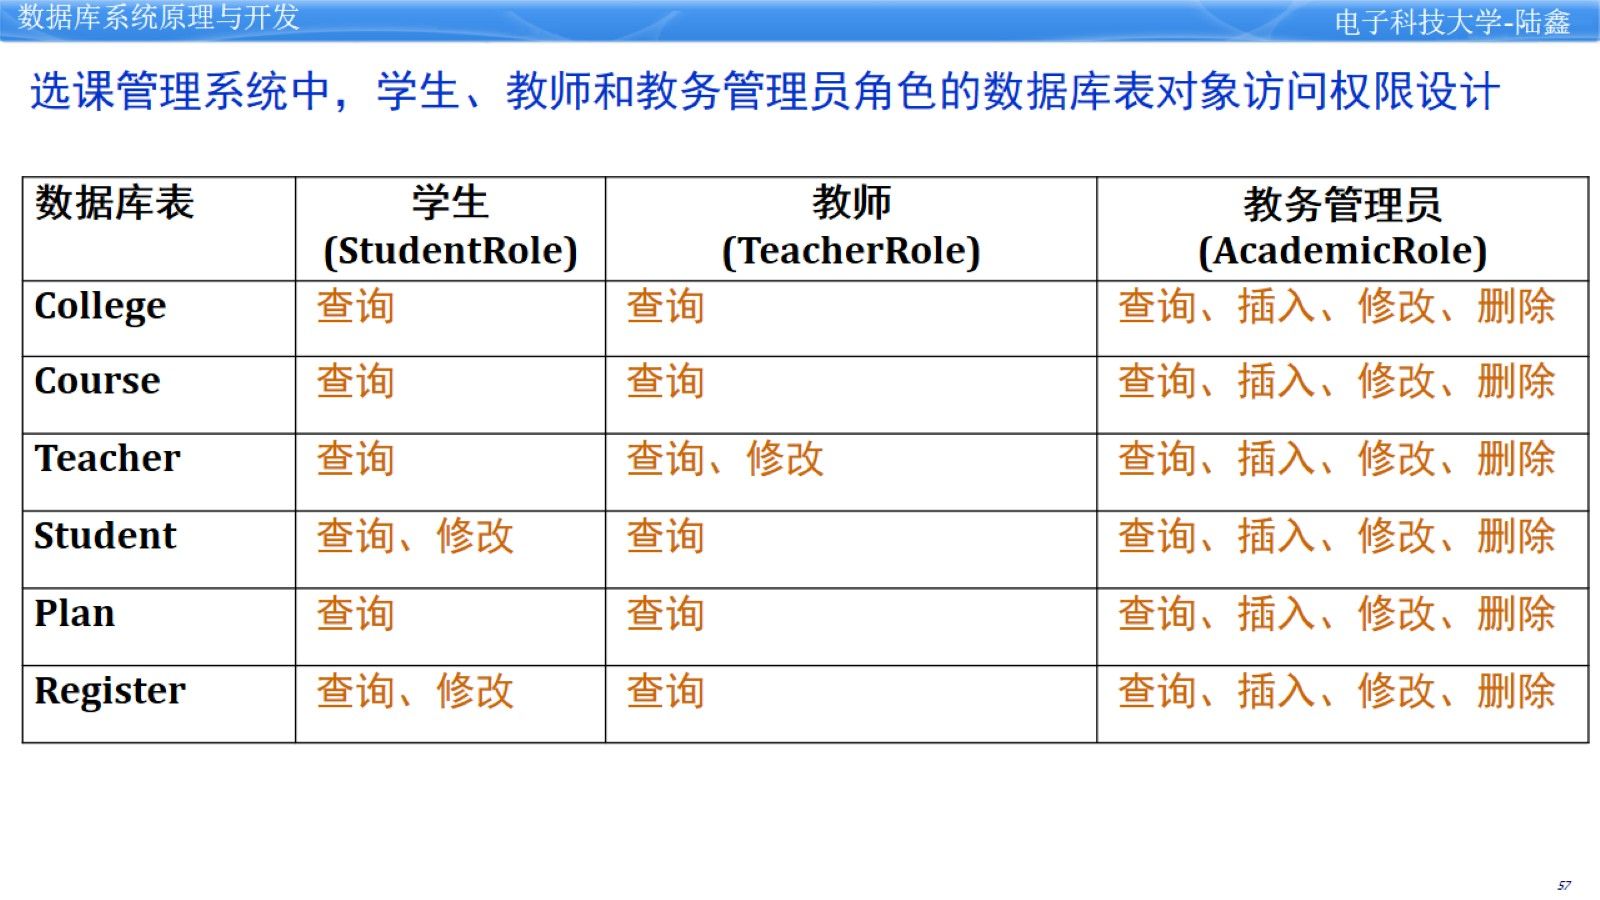 数据库系统原理与开发
电子科技大学-陆鑫
选课管理系统中，学生、教师和教务管理员角色的数据库表对象访问权限设计
数据库表 学生 教师 教务管理员
(StudentRole) (TeacherRole) (AcademicRole)
College 查询 查询 查询、插入、修改、删除
Course 查询 查询 查询、插入、修改、删除
Teacher 查询 查询、修改 查询、插入、修改、删除
Student 查询、修改 查询 查询、插入、修改、删除
Plan 查询 查询 查询、插入、修改、删除
Register 查询、修改 查询 查询、插入、修改、删除
57